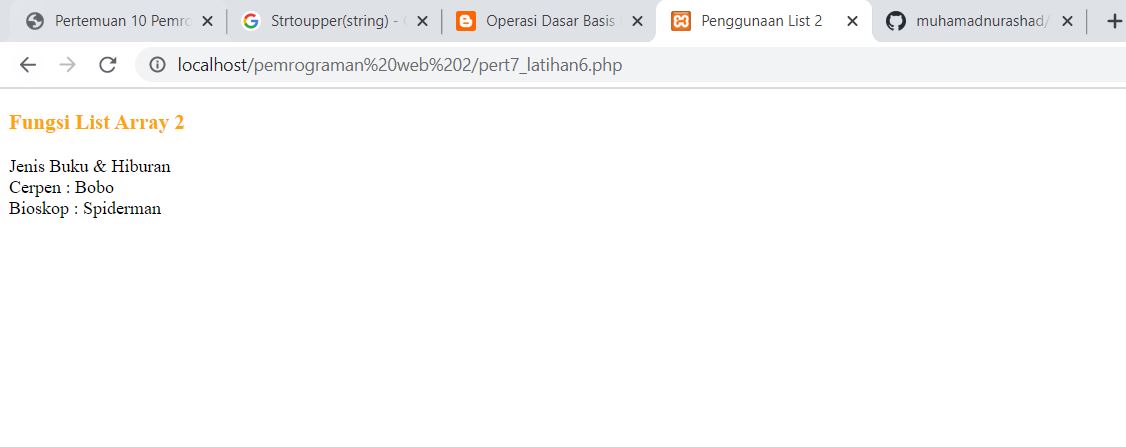 Pertemuan 10 Pemro
Strtoupper(string) -
Operasi Dasar Basis
Penggunaan List 2
muhamadnurashad/
localhost/pemrograman%20web%202/pert7_latihan6.php
Fungsi List Array 2
Jenis Buku & Hiburan
Cerpen : Bobo
Bioskop : Spiderman